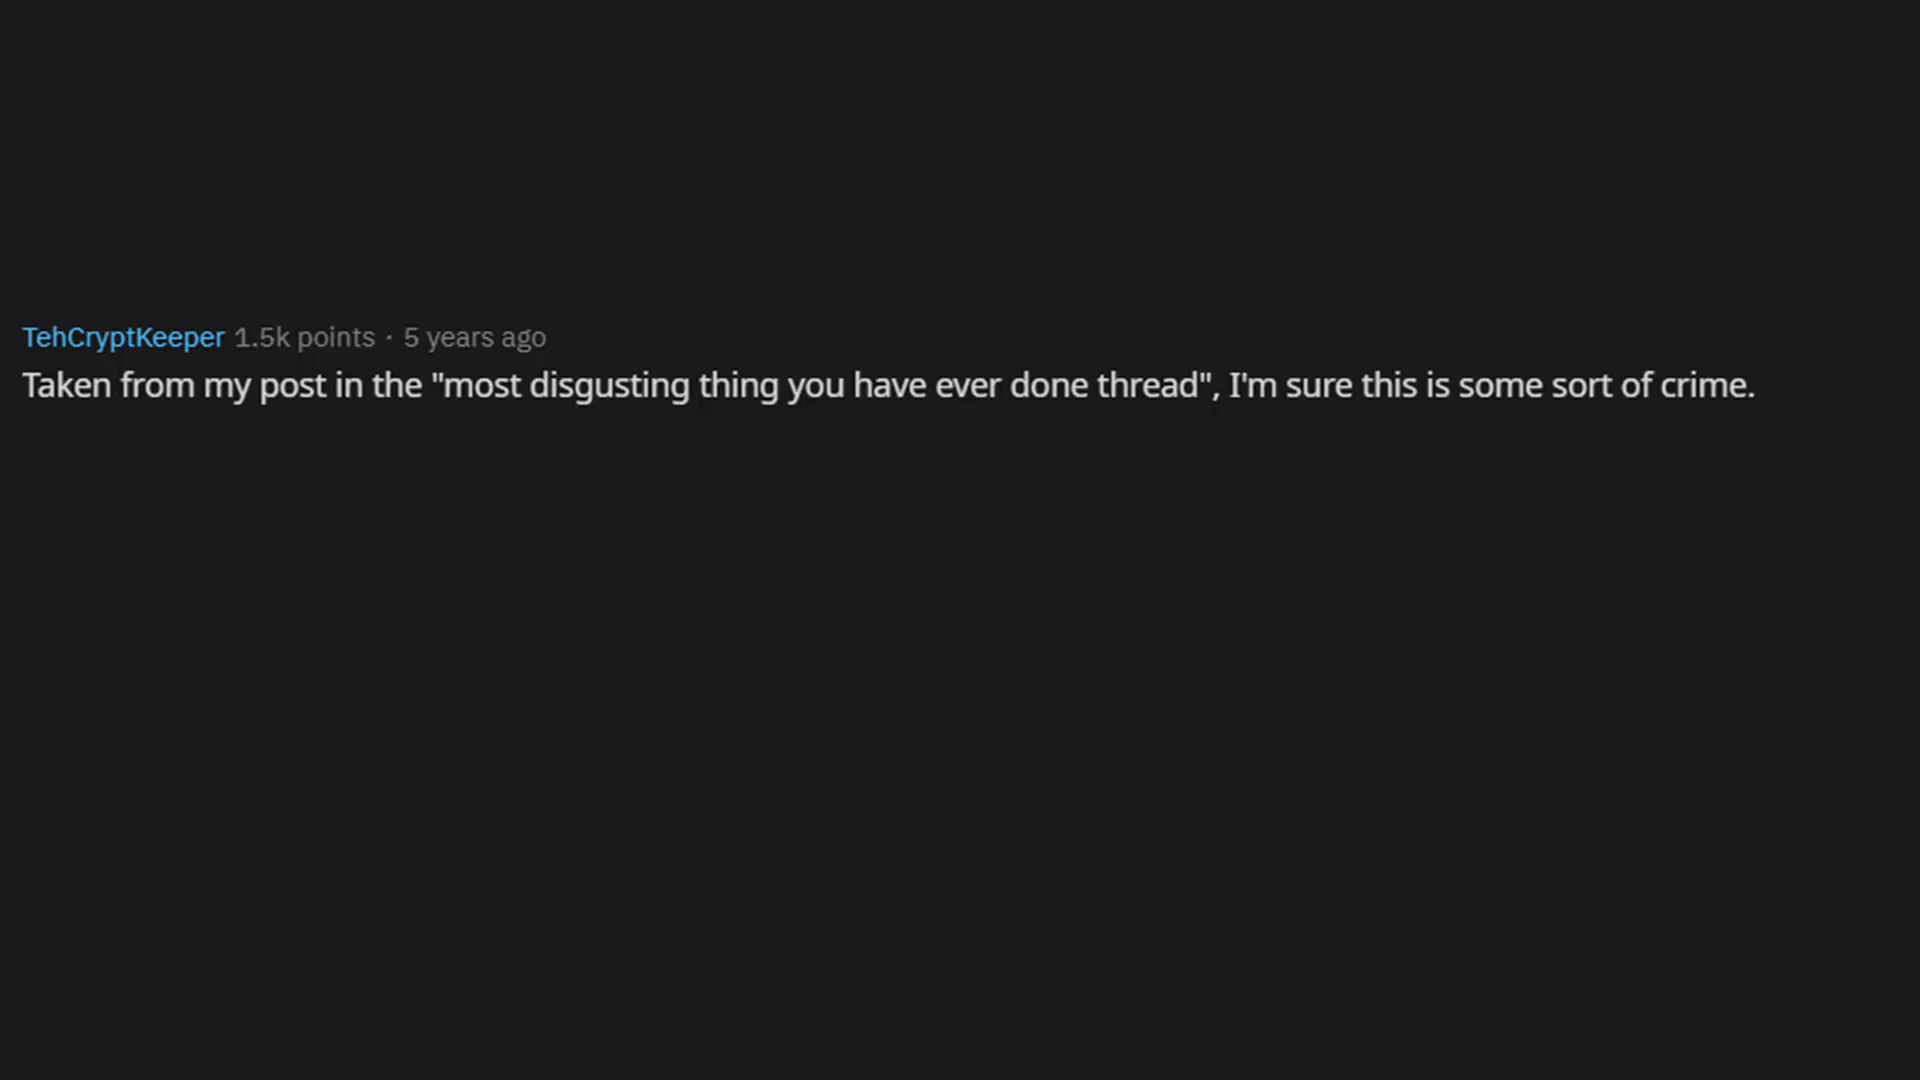 TehCryptKeeper 1.5k points · 5 years ago
Taken from my post in the "most disgusting thing you have ever done thread", I'm sure this is some sort of crime.